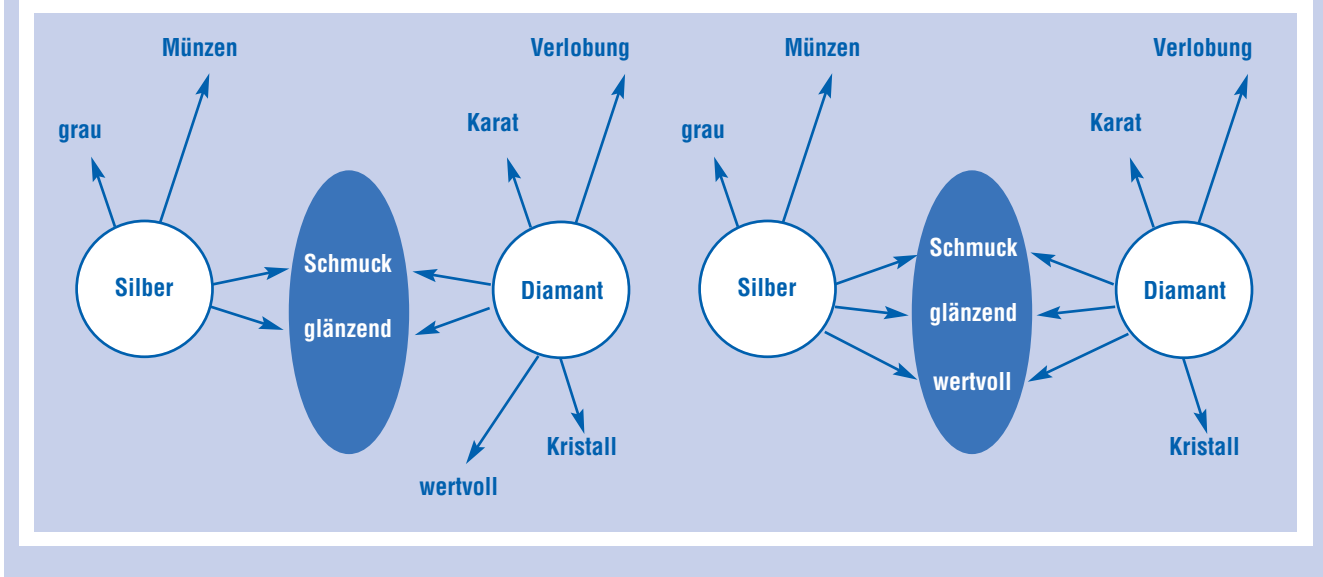 Münzen
Verlobung
grau
Karat
Silber
Schmuck
glänzend
Diamant
Kristall
wertvoll
Münzen
Verlobung
grau
Karat
Silber
Schmuck
glänzend
wertvoll
Diamant
Kristall